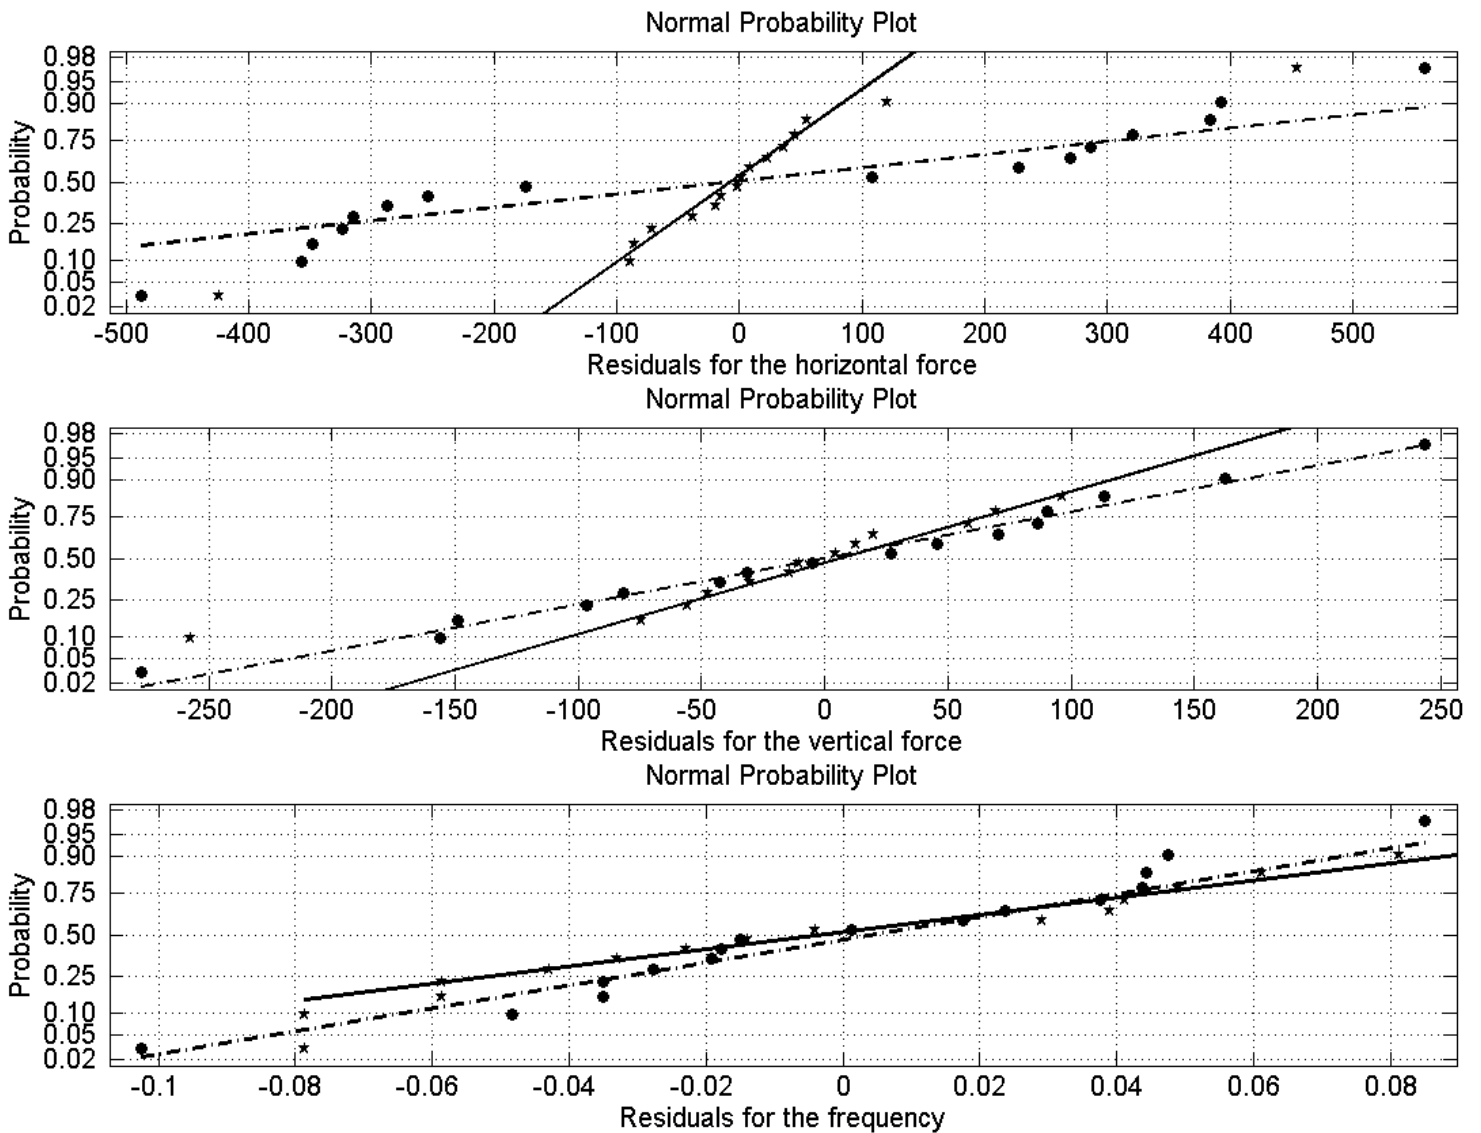 Normal Probability Plot
0.98
0.95
0.90
0.75
0.50
0.25
0.10
0.05
0.02
Probability
-500 -400 -300 -200 -100 0 100 200 300 400 500
Residuals for the horizontal force
Normal Probability Plot
0.98
0.95
0.90
0.75
0.50
0.25
0.10
0.05
0.02
Probability
-250 -200 -150 -100 -50 0 50 100 150 200 250
Residuals for the vertical force
Normal Probability Plot
0.98
0.95
0.90
0.75
0.50
0.25
0.10
0.05
0.02
Probability
-0.1 -0.08 -0.06 -0.04 -0.02 0 0.02 0.04 0.06 0.08
Residuals for the frequency